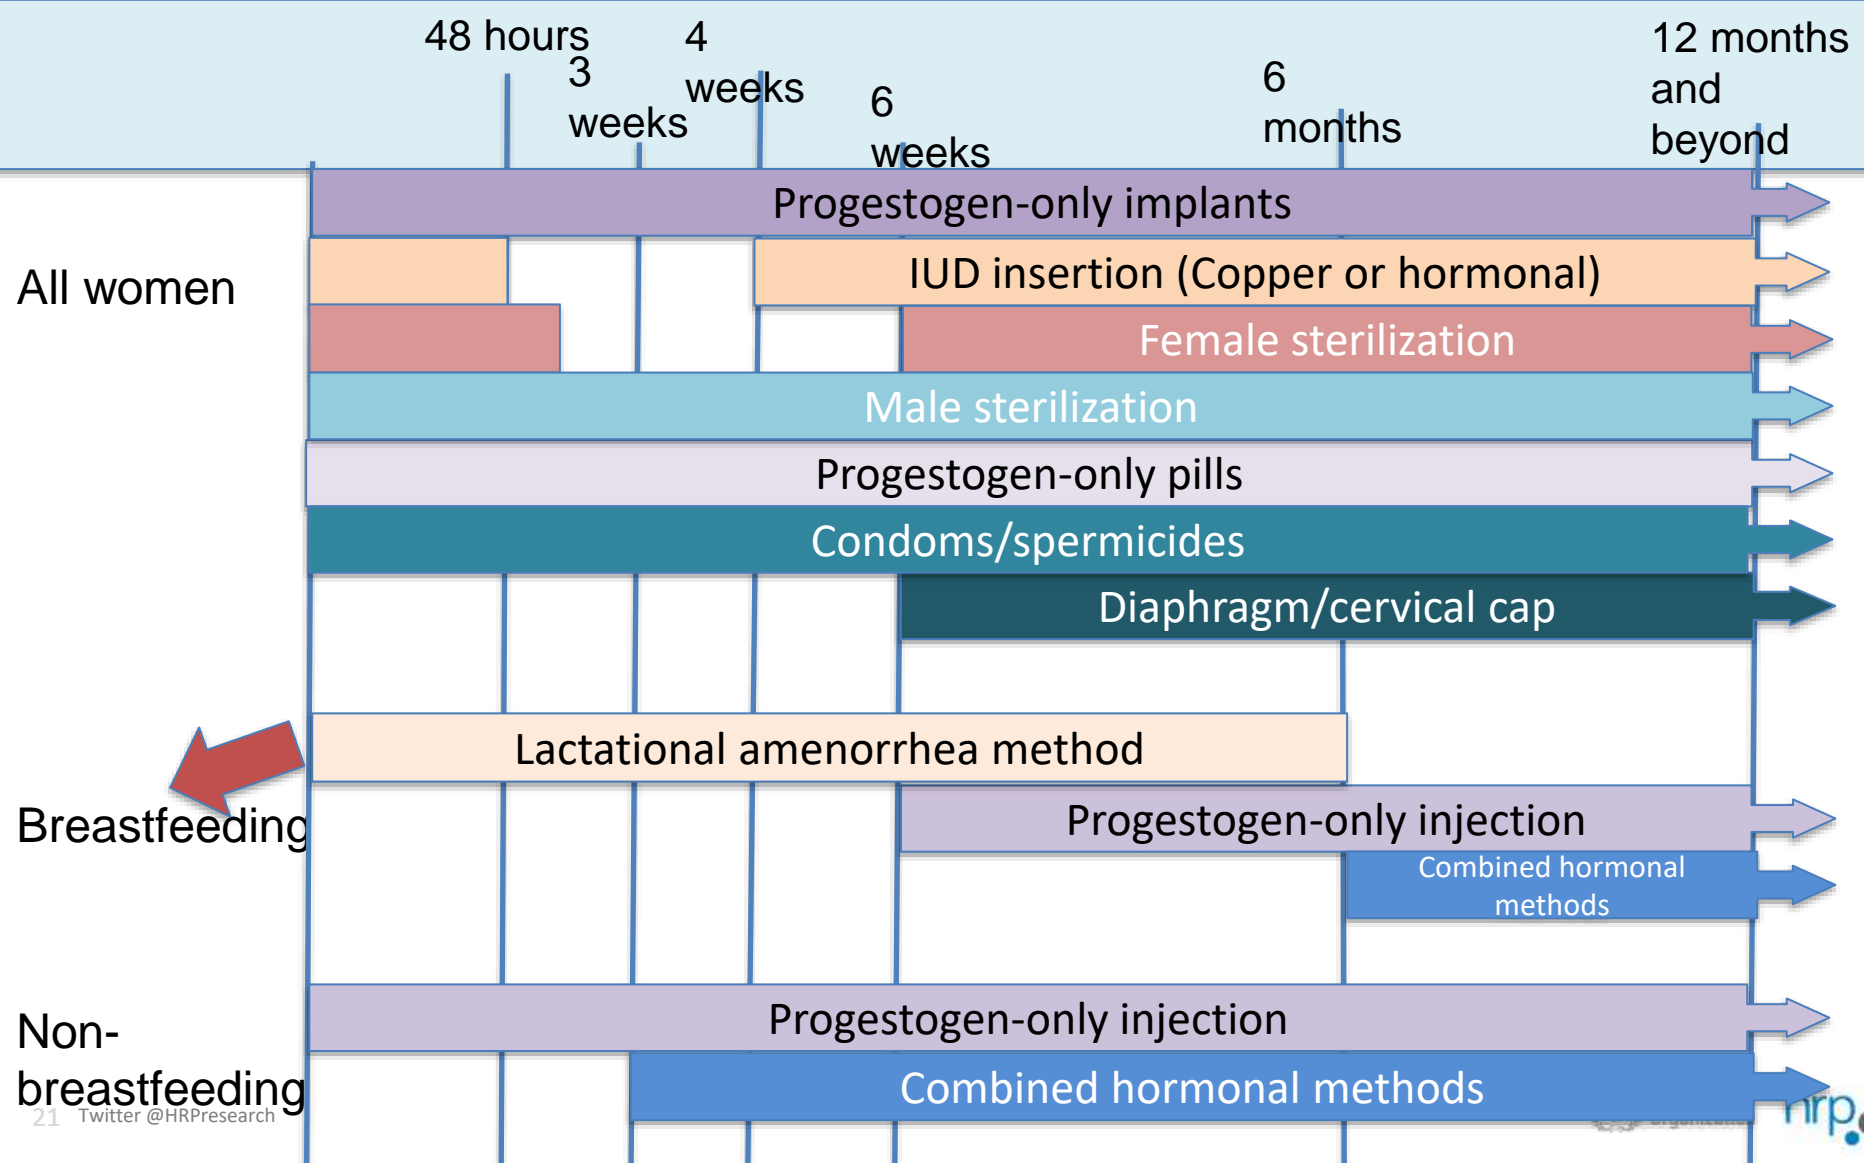 48 hours
3
weeks
4
weeks
6
weeks
6
months
12 months
and
beyond
Progestogen-only implants
All women
IUD insertion (Copper or hormonal)
Female sterilization
Male sterilization
Progestogen-only pills
Condoms/spermicides
Diaphragm/cervical cap
Lactational amenorrhea method
Breastfeeding
Progestogen-only injection
Combined hormonal
methods
Non-
breastfeeding
Progestogen-only injection
Combined hormonal methods
21 Twitter @HRPresearch
hrp.